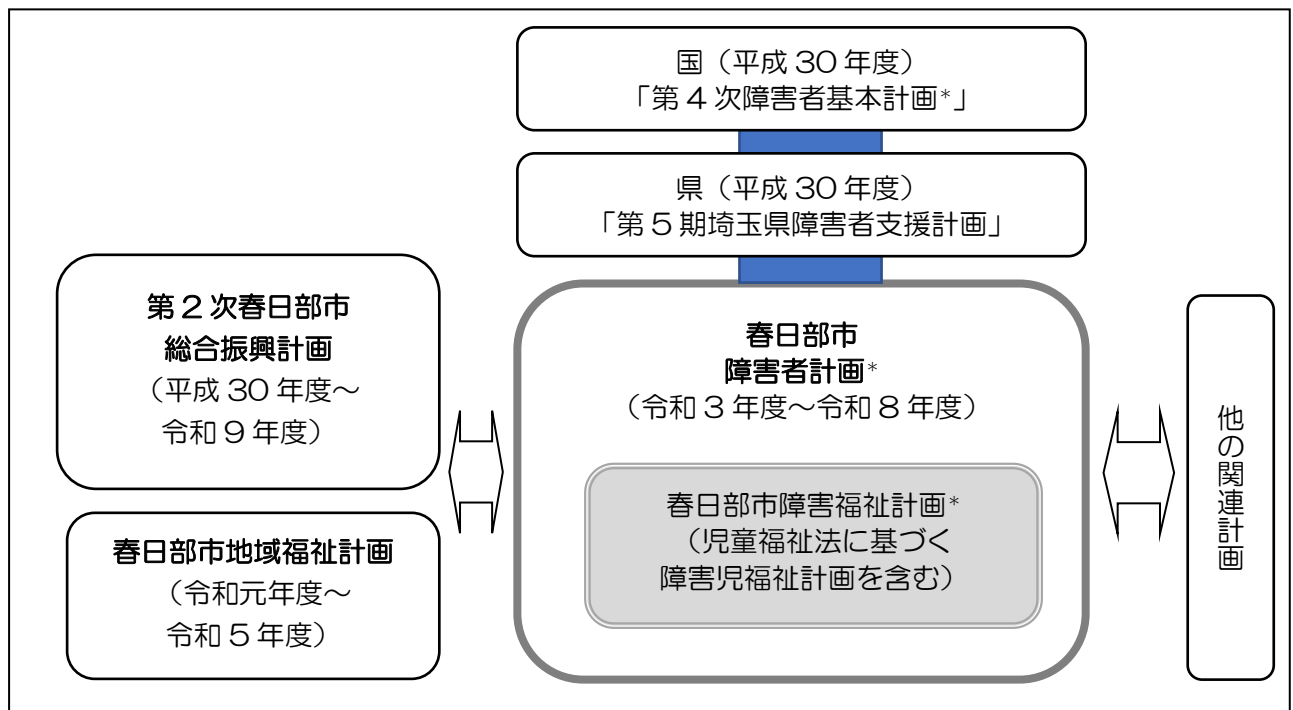 国（平成 30 年度）
「第 4 次障害者基本計画*」
県（平成 30 年度）
「第 5 期埼玉県障害者支援計画」
第 2 次春日部市
総合振興計画
（平成 30 年度～
令和 9 年度）
春日部市地域福祉計画
（令和元年度～
令和 5 年度）
春日部市
障害者計画*
（令和 3 年度～令和 8 年度）
春日部市障害福祉計画*
（児童福祉法に基づく
障害児福祉計画を含む）
他の関連計画